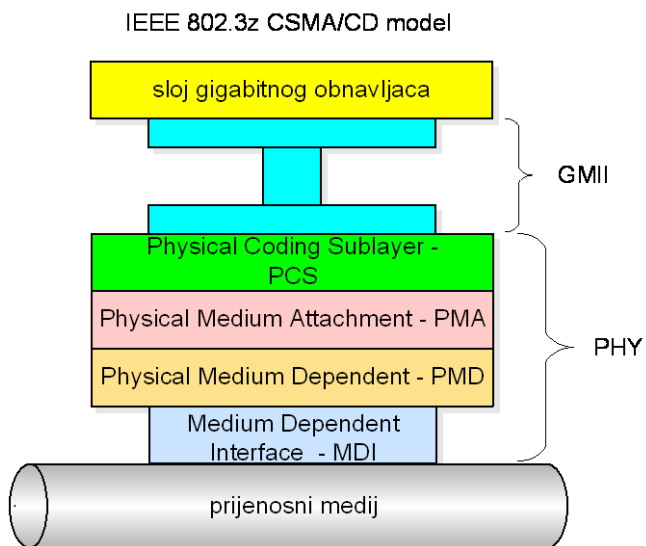 IEEE 802.3z CSMA/CD model
sloj gigabitnog obnavljaca
GMII
Physical Coding Sublayer -
PCS
Physical Medium Attachment - PMA
PHY
Physical Medium Dependent - PMD
Medium Dependent
Interface - MDI
prijenosni medij